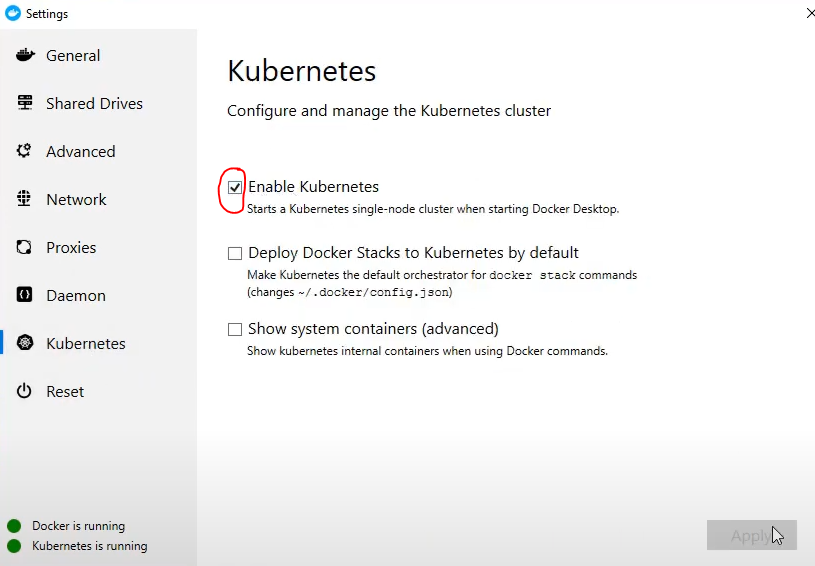 Settings
General
Shared Drives
Advanced
Network
Proxies
Daemon
Kubernetes
Reset
Docker is running
Kubernetes is running
Kubernetes
Configure and manage the Kubernetes cluster
Enable Kubernetes
Starts a Kubernetes single-node cluster when starting Docker Desktop.
Deploy Docker Stacks to Kubernetes by default
Make Kubernetes the default orchestrator for docker stack commands
(changes ~/.docker/config.json)
Show system containers (advanced)
Show kubernetes internal containers when using Docker commands.
Apply